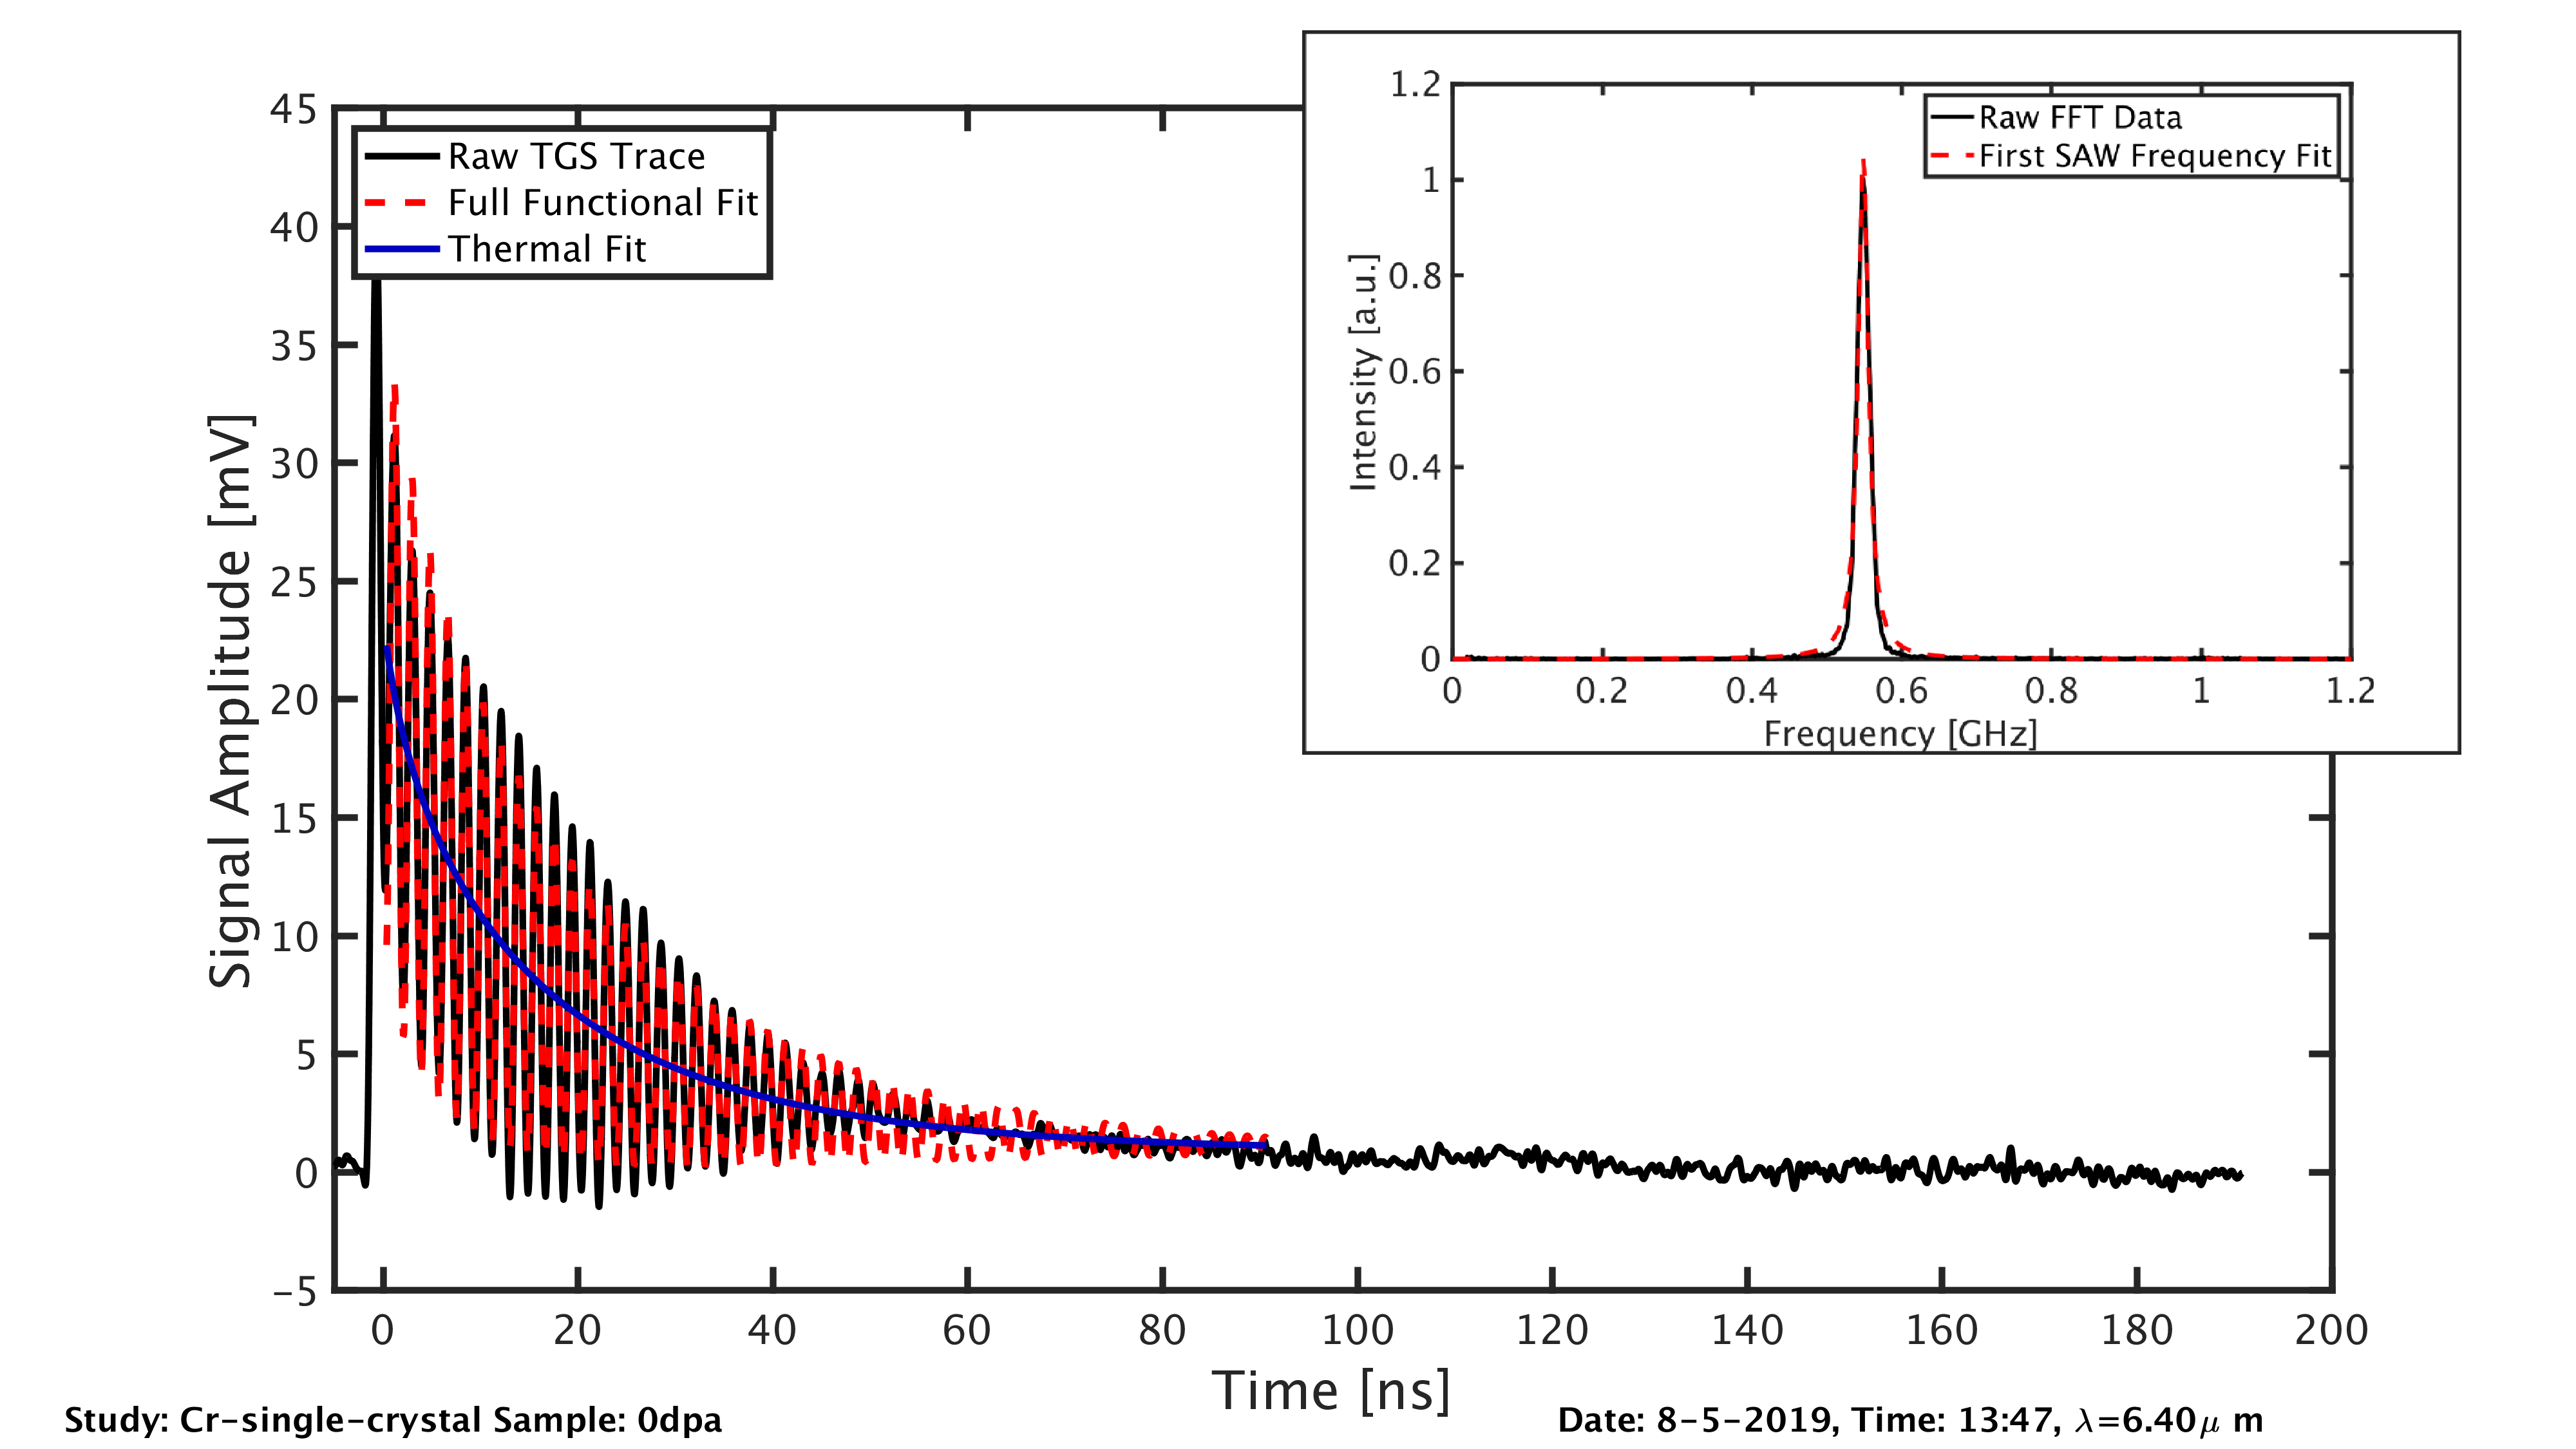 1.2
1
0.8
0.6
0.4
0.2
0
Intensity [a.u.]
Raw FFT Data
First SAW Frequency Fit
0 0.2 0.4 0.6 0.8 1 1.2
Frequency [GHz]
45
40
35
30
25
20
15
10
5
0
−5
Signal Amplitude [mV]
Raw TGS Trace
Full Functional Fit
Thermal Fit
0 20 40 60 80 100 120 140 160 180 200
Time [ns]
Study: Cr−single−crystal Sample: 0dpa
Date: 8−5−2019, Time: 13:47, λ=6.40μ m